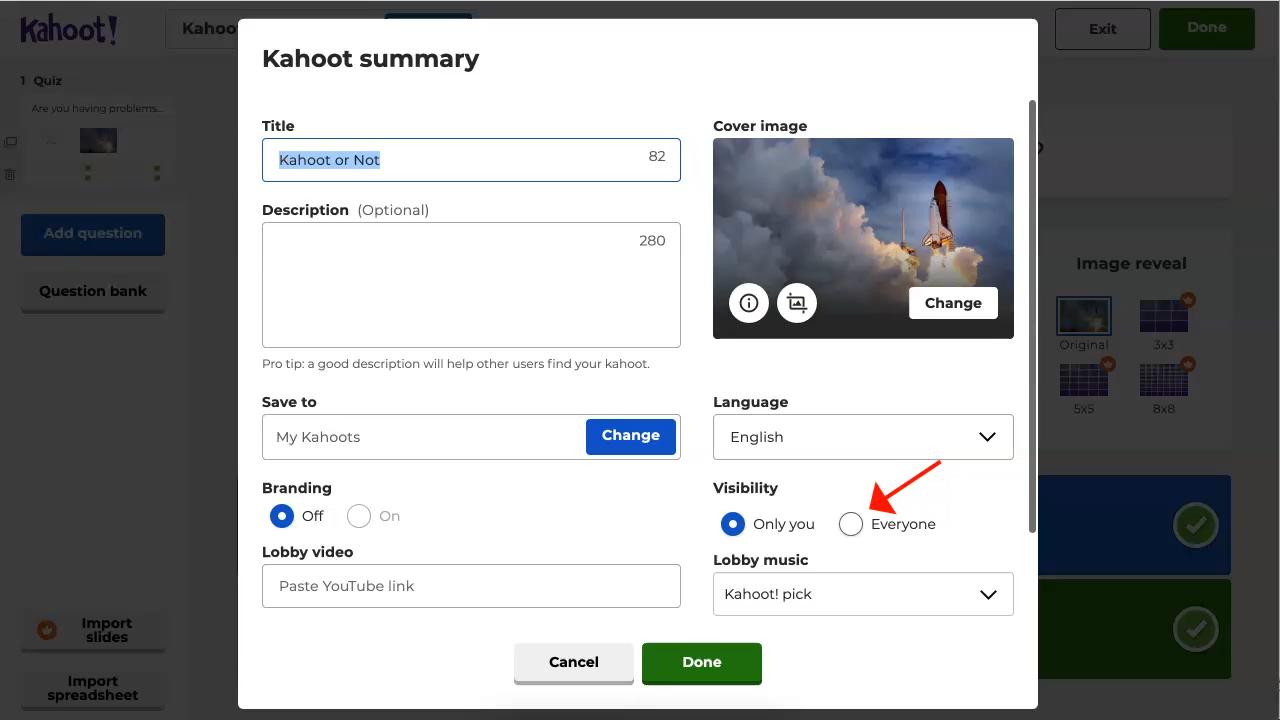 Kahoot!
Kahoo
Exit
Done
1 Quiz
Are you having problems...
Add question
Question bank
Import slides
Import spreadsheet
Kahoot summary
Title
Kahoot or Not
82
Description (Optional)
280
Pro tip: a good description will help other users find your kahoot.
Save to
My Kahoots
Change
Branding
Off
On
Lobby video
Paste YouTube link
Cover image
Change
Language
English
Visibility
Only you
Everyone
Lobby music
Kahoot! pick
Cancel
Done
Image reveal
Original
3x3
5x5
8x8